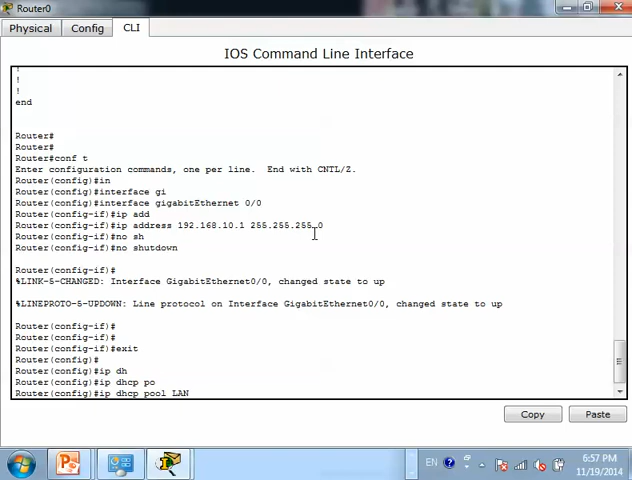 Router0
Physical Config CLI
IOS Command Line Interface
!
!
!
end
Router#
Router#
Router#conf t
Enter configuration commands, one per line. End with CNTL/Z.
Router(config)#in
Router(config)#interface gi
Router(config)#interface gigabitEthernet 0/0
Router(config-if)#ip add
Router(config-if)#ip address 192.168.10.1 255.255.255.0
Router(config-if)#no sh
Router(config-if)#no shutdown
Router(config-if)#
%LINK-5-CHANGED: Interface GigabitEthernet0/0, changed state to up
%LINEPROTO-5-UPDOWN: Line protocol on Interface GigabitEthernet0/0, changed state to up
Router(config-if)#
Router(config-if)#
Router(config-if)#exit
Router(config)#
Router(config)#ip dh
Router(config)#ip dhcp po
Router(config)#ip dhcp pool LAN
Copy Paste
EN
6:57 PM
11/19/2014